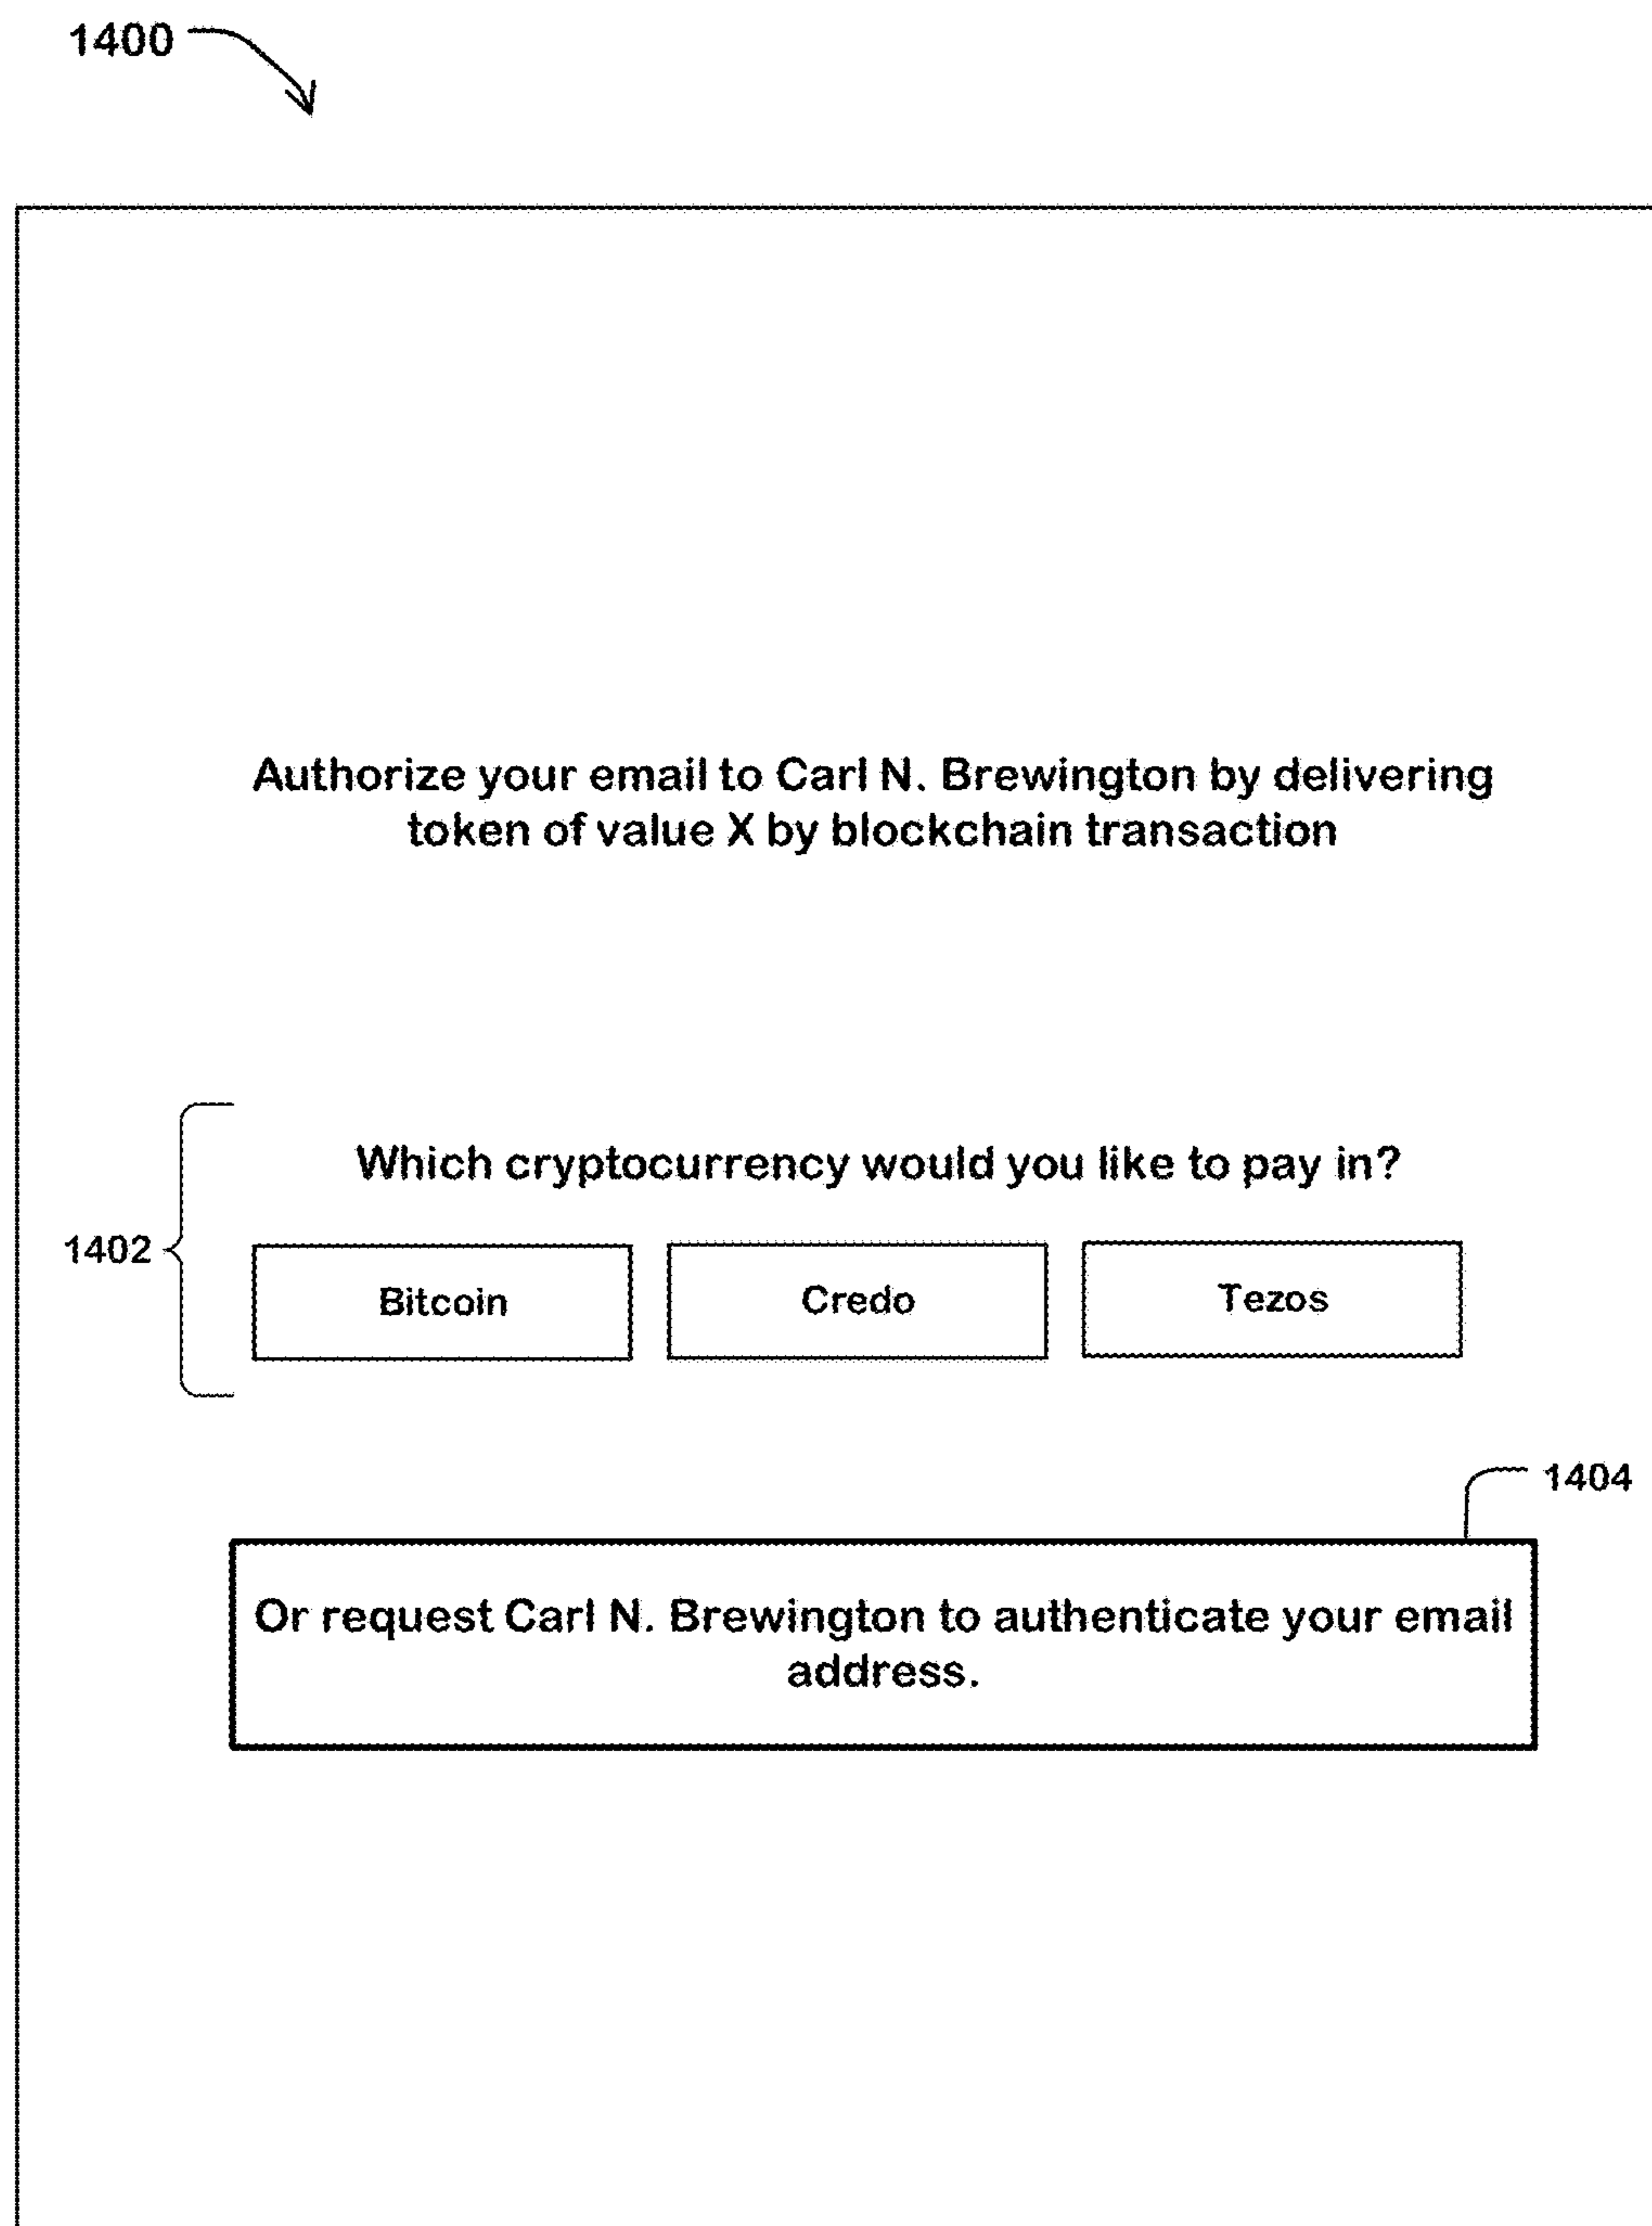 1400
Authorize your email to Carl N. Brewington by delivering
token of value X by blockchain transaction
Which cryptocurrency would you like to pay in?
1402
Bitcoin
Credo
Tezos
1404
Or request Carl N. Brewington to authenticate your email
address.